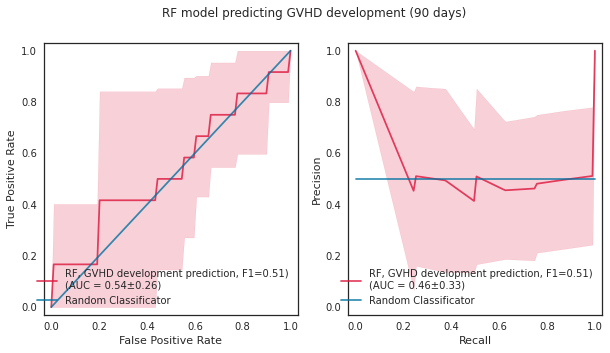 RF model predicting GVHD development (90 days)
1.0
0.8
0.6
0.4
0.2
0.0
True Positive Rate
RF, GVHD development prediction, F1=0.51)
(AUC = 0.54±0.26)
Random Classificator
0.0 0.2 0.4 0.6 0.8 1.0
False Positive Rate
1.0
0.8
0.6
0.4
0.2
0.0
Precision
RF, GVHD development prediction, F1=0.51)
(AUC = 0.46±0.33)
Random Classificator
0.0 0.2 0.4 0.6 0.8 1.0
Recall